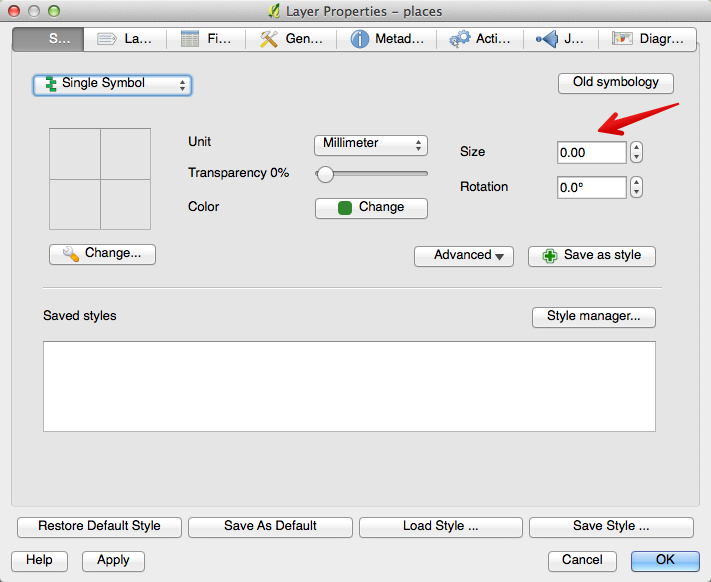 Layer Properties - places
S... La... Fi... Gen... Metad... Acti... J... Diagr...
Single Symbol Old symbology
Unit Millimeter Size 0.00
Transparency 0% Rotation 0.0°
Color Change
Change... Advanced Save as style
Saved styles Style manager...
Restore Default Style Save As Default Load Style ... Save Style ...
Help Apply Cancel OK